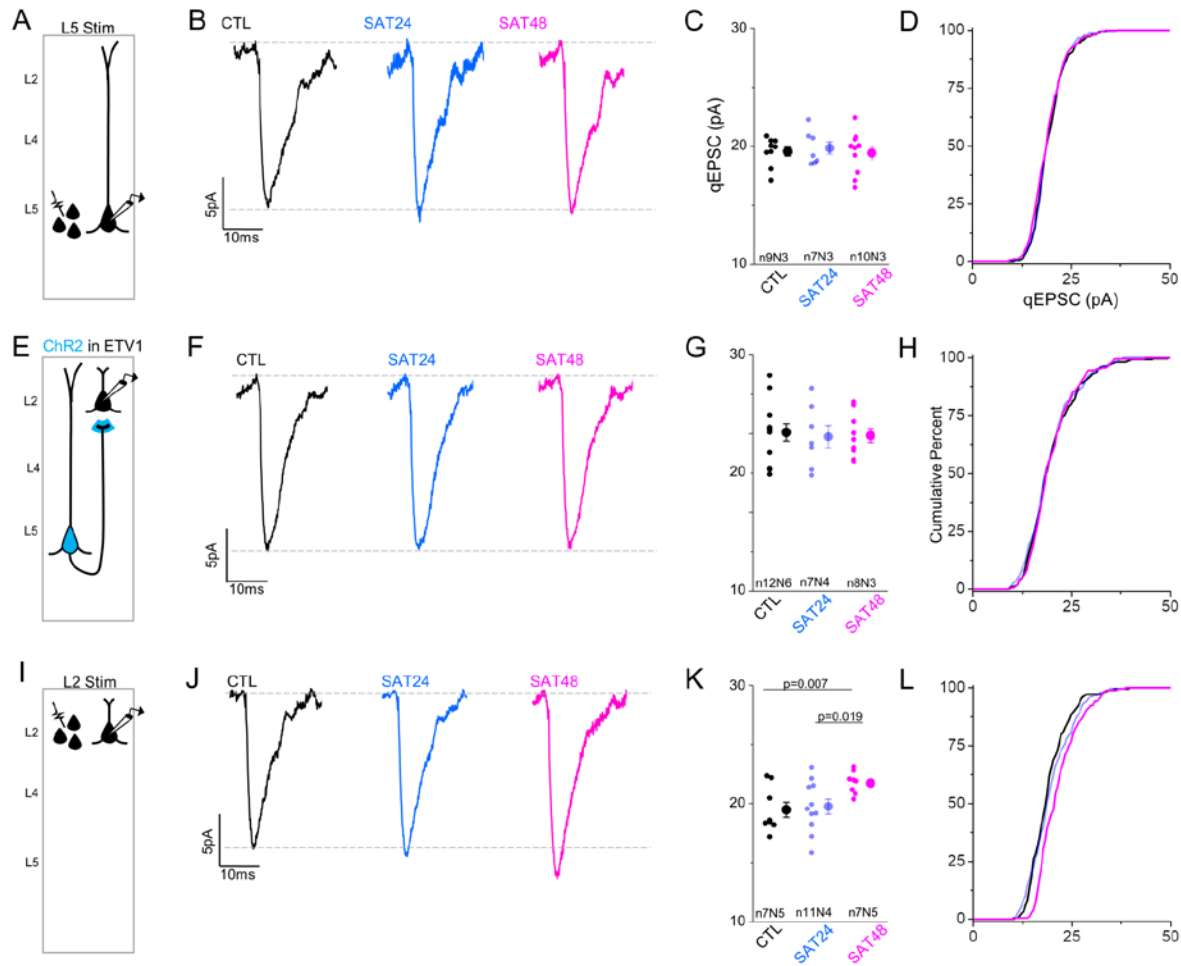 A
L5 Stim
L2
L4
L5
B
CTL
SAT24
SAT48
5pA
10ms
C
qEPSC (pA)
30
20
10
n9N3
n7N3
n10N3
CTL
SAT24
SAT48
D
100
75
50
25
0
0
25
50
qEPSC (pA)
E
ChR2 in ETV1
L2
L4
L5
F
CTL
SAT24
SAT48
5pA
10ms
G
30
20
10
n12N6
n7N4
n8N3
CTL
SAT24
SAT48
H
Cumulative Percent
100
75
50
25
0
0
25
50
I
L2 Stim
L2
L4
L5
J
CTL
SAT24
SAT48
5pA
10ms
K
30
20
10
p=0.007
p=0.019
n7N5
n11N4
n7N5
CTL
SAT24
SAT48
L
100
75
50
25
0
0
25
50